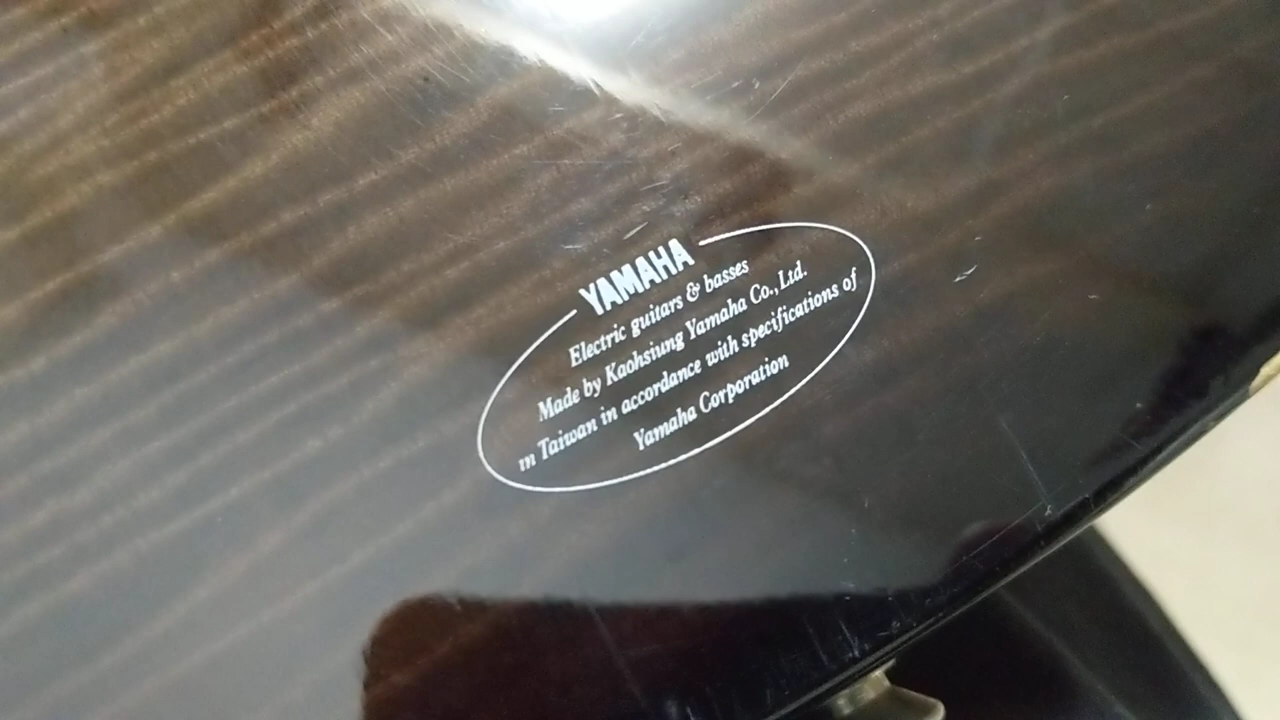 YAMAHA
Electric guitars & basses
Made by Kaohsiung Yamaha Co., Ltd.
in Taiwan in accordance with specifications of
Yamaha Corporation